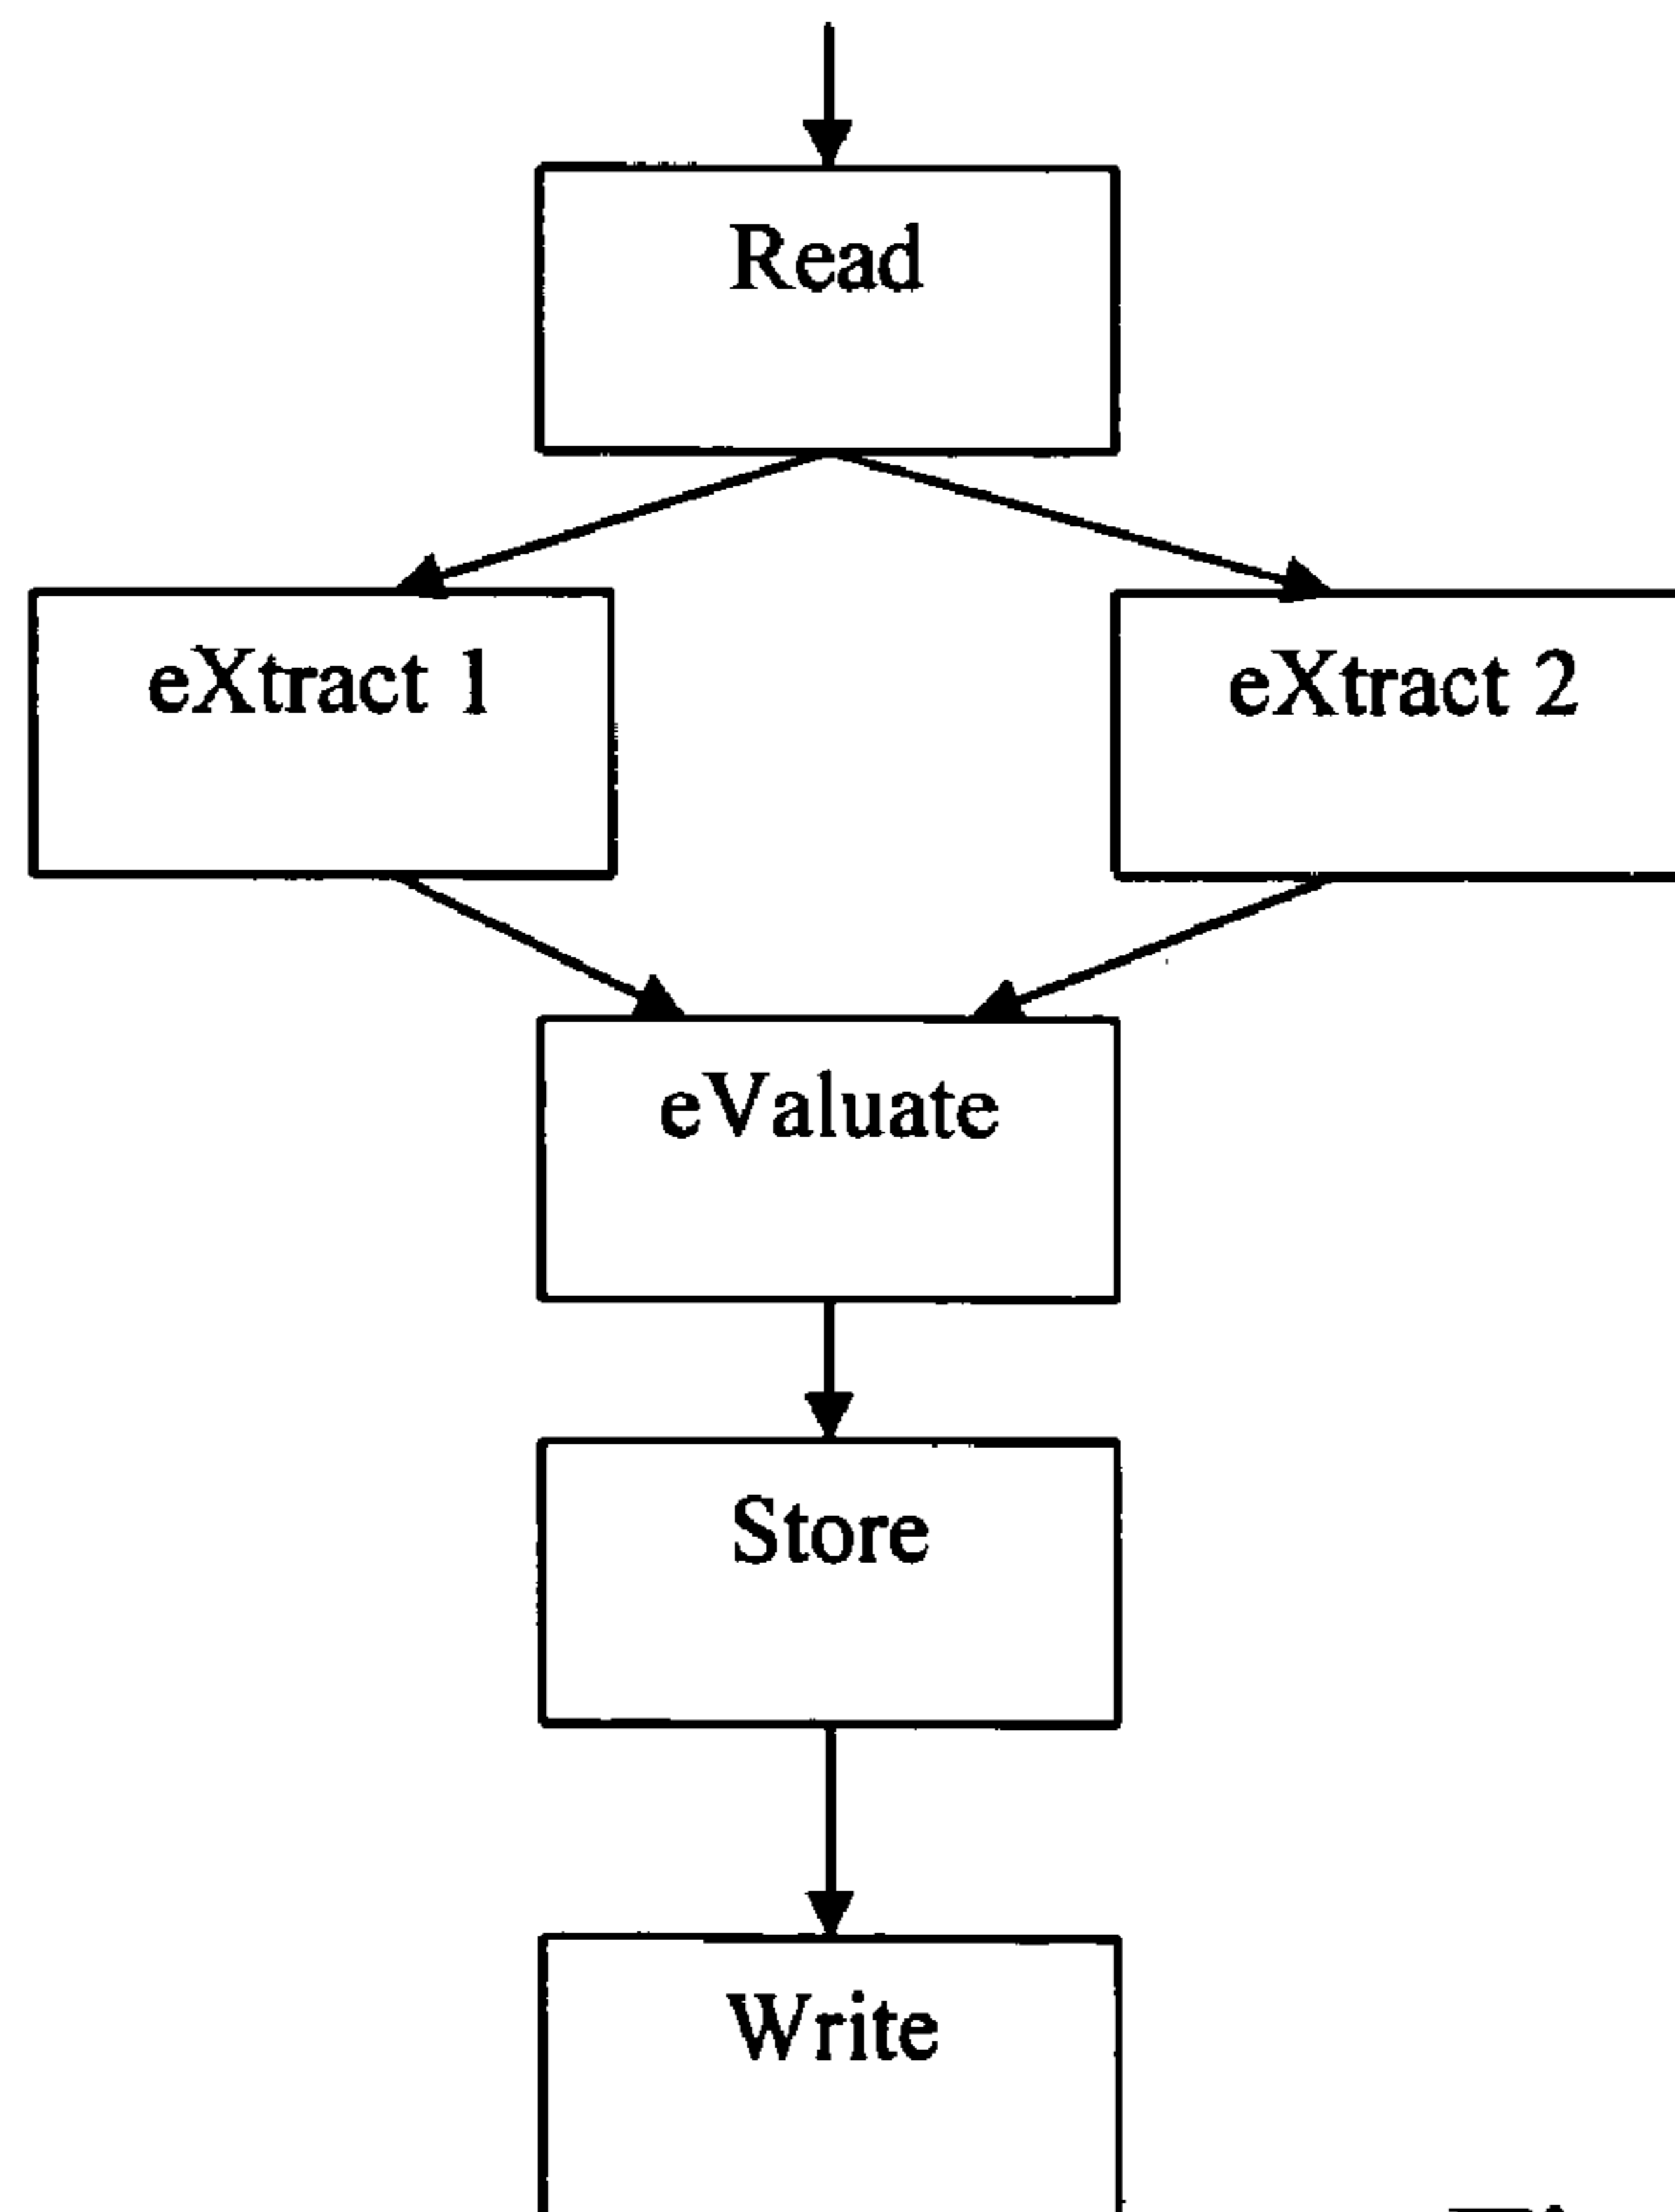 Read
eXtract 1
eXtract 2
eValuate
Store
Write